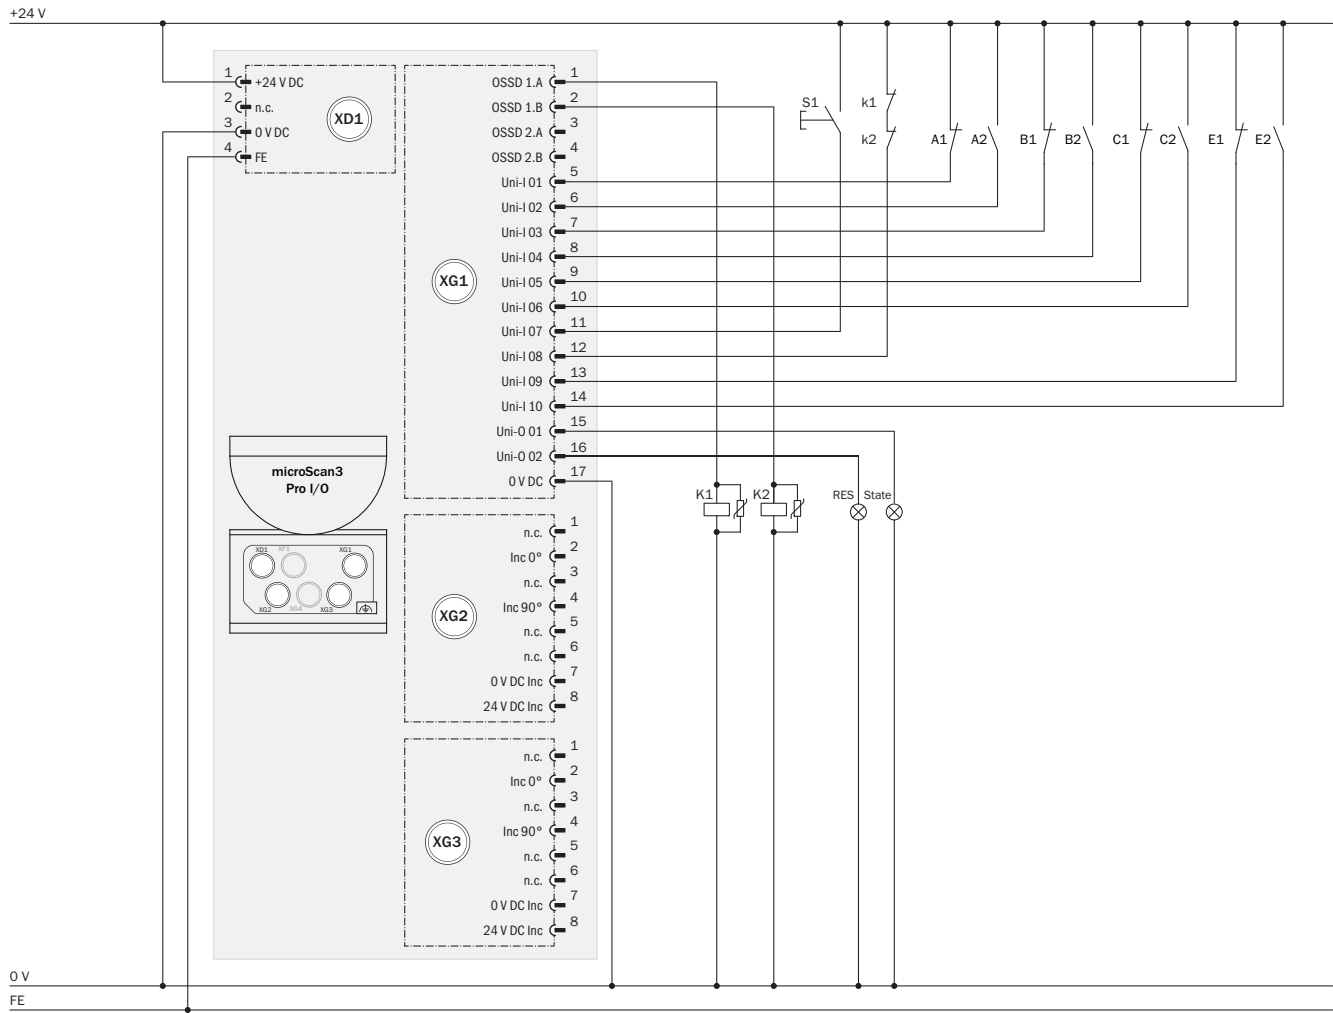 +24 V
1 +24 V DC
2 n.c.
3 0 V DC
4 FE
XD1
XG1
OSSD 1.A 1
OSSD 1.B 2
OSSD 2.A 3
OSSD 2.B 4
Uni-I 01 5
Uni-I 02 6
Uni-I 03 7
Uni-I 04 8
Uni-I 05 9
Uni-I 06 10
Uni-I 07 11
Uni-I 08 12
Uni-I 09 13
Uni-I 10 14
Uni-O 01 15
Uni-O 02 16
0 V DC 17
S1
k1
k2
A1 A2 B1 B2 C1 C2 E1 E2
K1 K2 RES State
microScan3
Pro I/O
XD1 XF1 XG1
XG2 XG4 XG3
XG2
n.c. 1
Inc 0° 2
n.c. 3
Inc 90° 4
n.c. 5
n.c. 6
0 V DC Inc 7
24 V DC Inc 8
XG3
n.c. 1
Inc 0° 2
n.c. 3
Inc 90° 4
n.c. 5
n.c. 6
0 V DC Inc 7
24 V DC Inc 8
0 V
FE